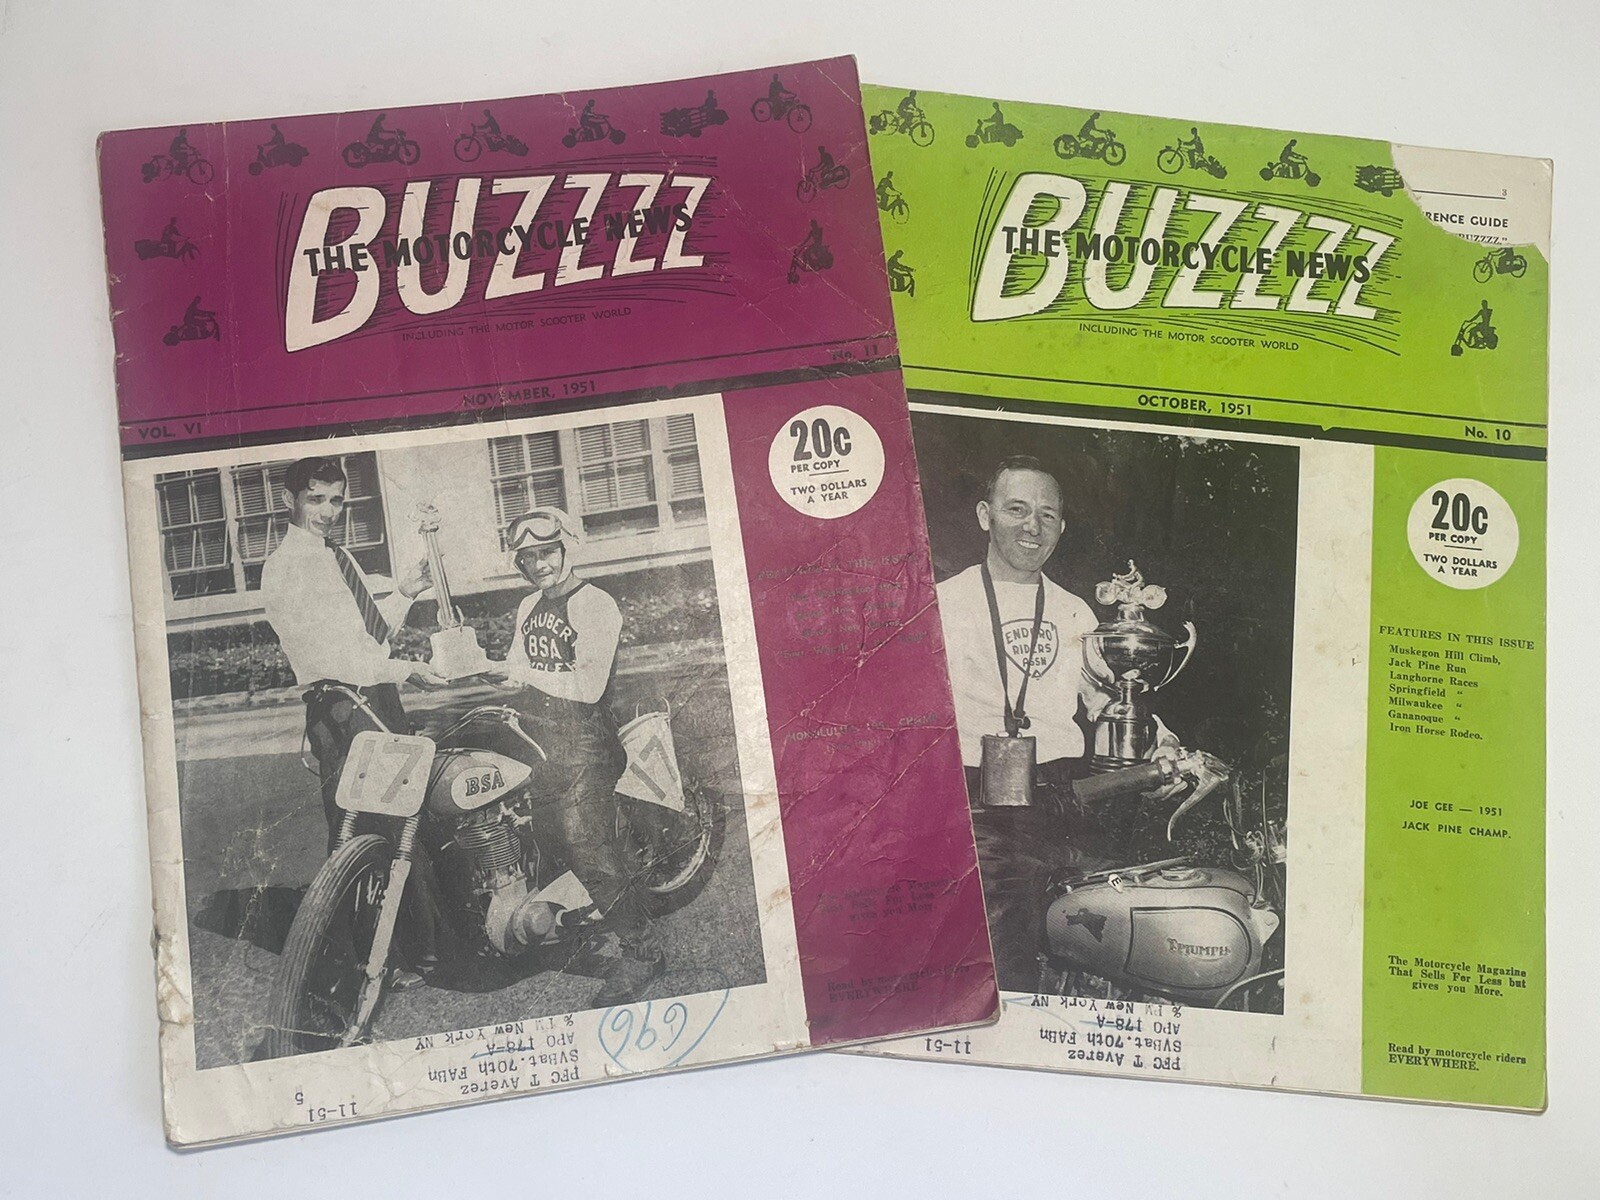 BUZZZZ
THE MOTORCYCLE NEWS
INCLUDING THE MOTOR SCOOTER WORLD
No. 11
NOVEMBER, 1951
VOL. VI
20c
PER COPY
TWO DOLLARS
A YEAR
BSA
17
BSA
17
696
PFC T Averez
SVBat. 70th FABn
APO 178-A
% PM New York NY
11-51
5
Read by motorcycle riders
EVERYWHERE.
BUZZZZ
THE MOTORCYCLE NEWS
INCLUDING THE MOTOR SCOOTER WORLD
3
RENCE GUIDE
BUZZZZ"
OCTOBER, 1951
No. 10
20c
PER COPY
TWO DOLLARS
A YEAR
ENDURO
RIDERS
ASSN
FEATURES IN THIS ISSUE
Muskegon Hill Climb,
Jack Pine Run
Langhorne Races
Springfield "
Milwaukee "
Gananoque "
Iron Horse Rodeo.
JOE GEE — 1951
JACK PINE CHAMP.
TRIUMPH
The Motorcycle Magazine
That Sells For Less but
gives you More.
Read by motorcycle riders
EVERYWHERE.
PFC T Averez
SVBat. 70th FABn
APO 178-A
% PM New York NY
11-51